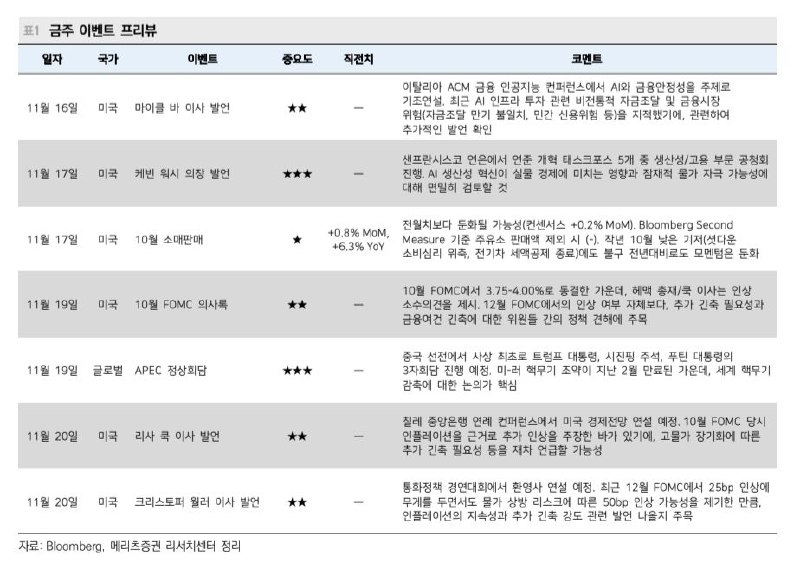 표1 금주 이벤트 프리뷰
일자 국가 이벤트 중요도 직전치 코멘트
11월 16일 미국 마이클 바 이사 발언 ★★ —
이탈리아 ACM 금융 인공지능 컨퍼런스에서 AI와 금융안정성을 주제로
기조연설. 최근 AI 인프라 투자 관련 비전통적 자금조달 및 금융시장
위험(자금조달 만기 불일치, 민간 신용위험 등)을 지적했기에, 관련하여
추가적인 발언 확인
11월 17일 미국 케빈 워시 의장 발언 ★★★ —
샌프란시스코 연은에서 연준 개혁 태스크포스 5개 중 생산성/고용 부문 공청회
진행. AI 생산성 혁신이 실물 경제에 미치는 영향과 잠재적 물가 자극 가능성에
대해 면밀히 검토할 것
11월 17일 미국 10월 소매판매 ★ +0.8% MoM,
+6.3% YoY
전월치보다 둔화될 가능성(컨센서스 +0.2% MoM). Bloomberg Second
Measure 기준 주유소 판매액 제외 시 (-). 작년 10월 낮은 기저(셧다운
소비심리 위축, 전기차 세액공제 종료)에도 불구 전년대비로도 모멘텀은 둔화
11월 19일 미국 10월 FOMC 의사록 ★★ —
10월 FOMC에서 3.75-4.00%로 동결한 가운데, 헤맥 총재/쿡 이사는 인상
소수의견을 제시. 12월 FOMC에서의 인상 여부 자체보다, 추가 긴축 필요성과
금융여건 긴축에 대한 위원들 간의 정책 견해에 주목
11월 19일 글로벌 APEC 정상회담 ★★★ —
중국 선전에서 사상 최초로 트럼프 대통령, 시진핑 주석, 푸틴 대통령의
3자회담 진행 예정. 미-러 핵무기 조약이 지난 2월 만료된 가운데, 세계 핵무기
감축에 대한 논의가 핵심
11월 20일 미국 리사 쿡 이사 발언 ★★ —
칠레 중앙은행 연례 컨퍼런스에서 미국 경제전망 연설 예정. 10월 FOMC 당시
인플레이션을 근거로 추가 인상을 주장한 바가 있기에, 고물가 장기화에 따른
추가 긴축 필요성 등을 재차 언급할 가능성
11월 20일 미국 크리스토퍼 월러 이사 발언 ★★ —
통화정책 경연대회에서 환영사 연설 예정. 최근 12월 FOMC에서 25bp 인상에
무게를 두면서도 물가 상방 리스크에 따른 50bp 인상 가능성을 제기한 만큼,
인플레이션의 지속성과 추가 긴축 강도 관련 발언 나올지 주목
자료: Bloomberg, 메리츠증권 리서치센터 정리